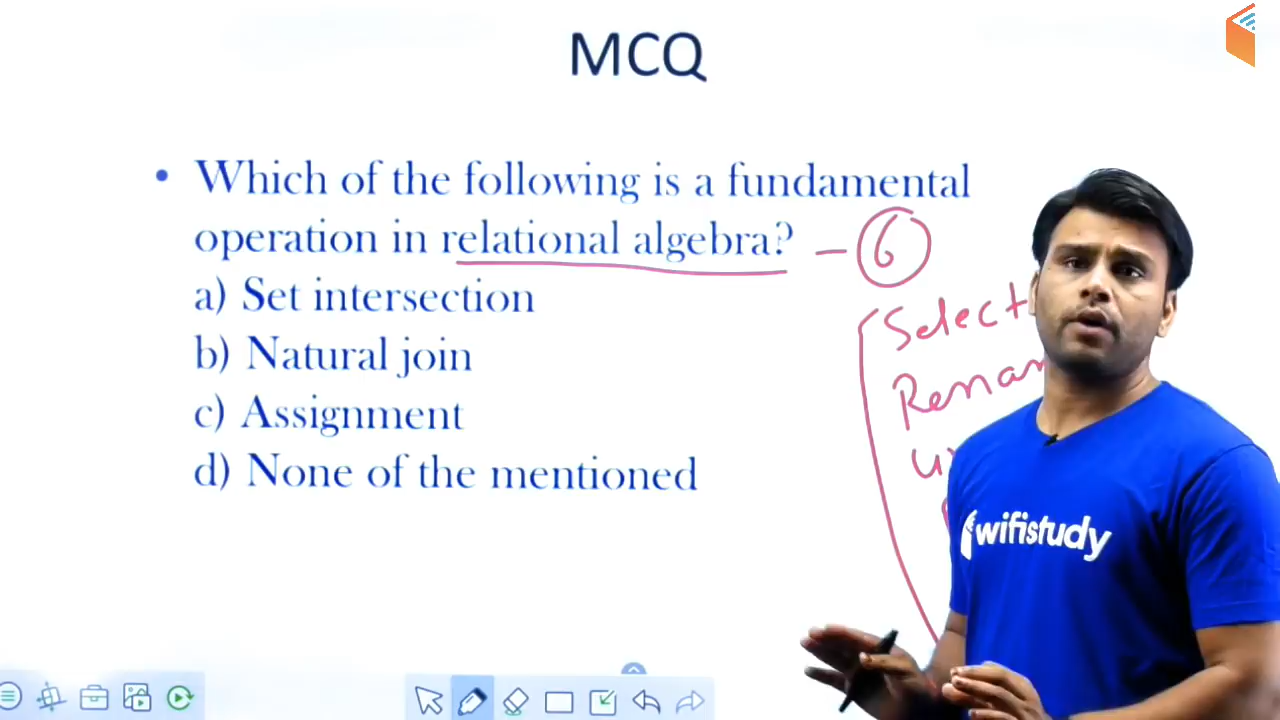 MCQ
• Which of the following is a fundamental
operation in relational algebra? – 6
a) Set intersection
b) Natural join
c) Assignment
d) None of the mentioned
Select
wifistudy